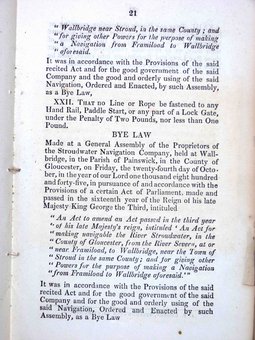 21
" Wallbridge near Stroud, in the same County ; and
" for giving other Powers for the purpose of making
" a Navigation from Framiload to Wallbridge
" aforesaid.
It was in accordance with the Provisions of the said
recited Act and for the good government of the said
Company and the good and orderly using of the said
Navigation, Ordered and Enacted, by such Assembly,
as a Bye Law,
XXII. THAT no Line or Rope be fastened to any
Hand Rail, Paddle Start, or any part of a Lock Gate,
under the Penalty of Two Pounds, nor less than One
Pound.
BYE LAW
Made at a General Assembly of the Proprietors of
the Stroudwater Navigation Company, held at Wall-
bridge, in the Parish of Painswick, in the County of
Gloucester, on Friday, the twenty-fourth day of Octo-
ber, in the year of our Lord one thousand eight hundred
and forty-five, in pursuance of and accordance with the
Provisions of a certain Act of Parliament, made and
passed in the sixteenth year of the Reign of his late
Majesty King George the Third, intituled
" An Act to amend an Act passed in the third year
" of his late Majesty's reign, intituled ' An Act for
" making navigable the River Stroudwater, in the
" County of Gloucester, from the River Severn, at or
" near Framiload, to Wallbridge, near the Town of
" Stroud in the same County; and for giving other
" Powers for the purpose of making a Navigation
" from Framiload to Wallbridge aforesaid.'"
It was in accordance with the Provisions of the said
recited Act and for the good government of the said
Company and for the good and orderly using of the
said Navigation, Ordered and Enacted by such
Assembly, as a Bye Law